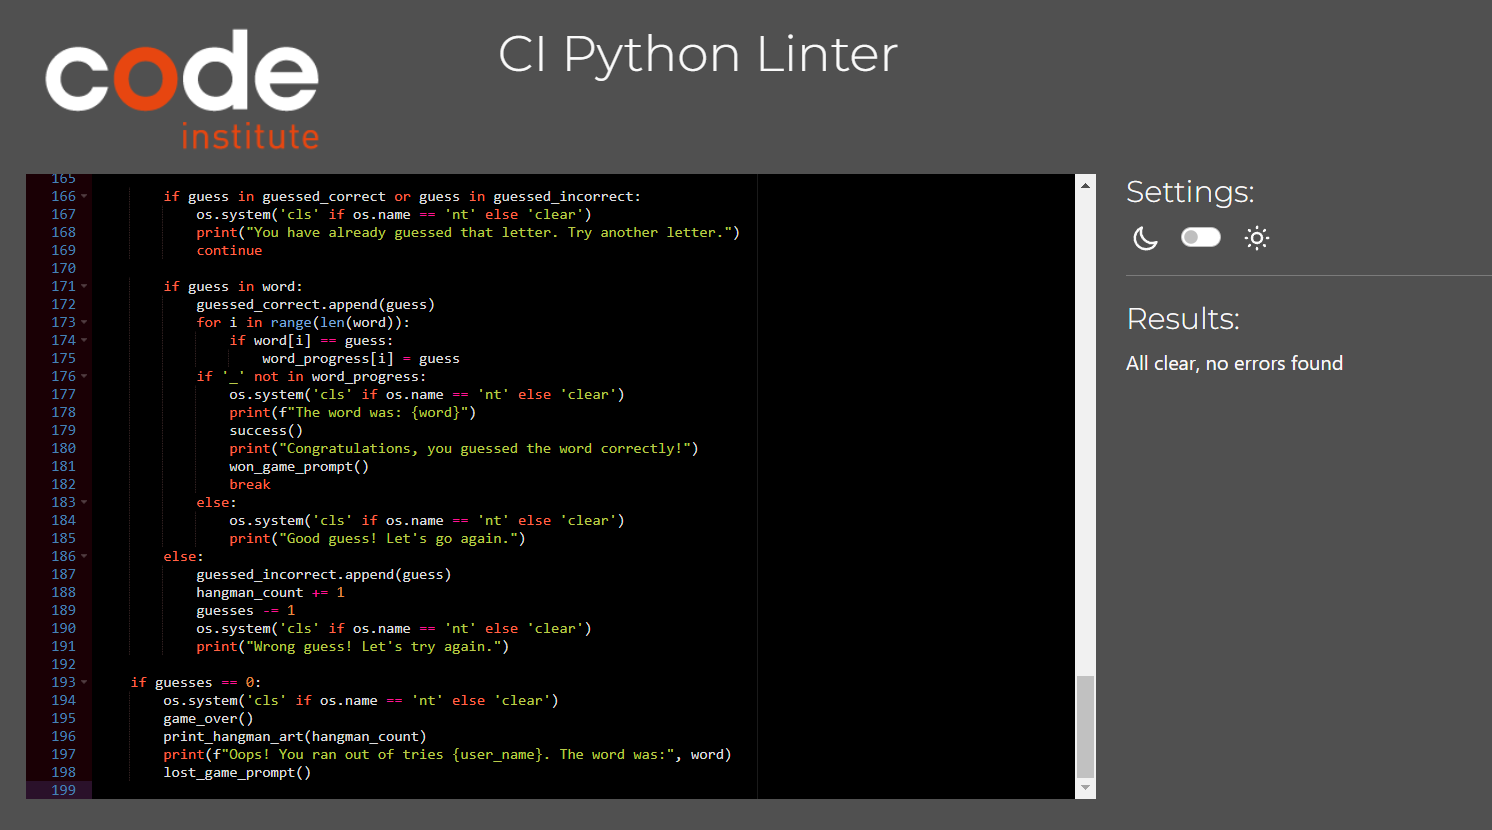 code
institute
CI Python Linter
165
166 if guess in guessed_correct or guess in guessed_incorrect:
167 os.system('cls' if os.name == 'nt' else 'clear')
168 print("You have already guessed that letter. Try another letter.")
169 continue
170
171 if guess in word:
172 guessed_correct.append(guess)
173 for i in range(len(word)):
174 if word[i] == guess:
175 word_progress[i] = guess
176 if '_' not in word_progress:
177 os.system('cls' if os.name == 'nt' else 'clear')
178 print(f"The word was: {word}")
179 success()
180 print("Congratulations, you guessed the word correctly!")
181 won_game_prompt()
182 break
183 else:
184 os.system('cls' if os.name == 'nt' else 'clear')
185 print("Good guess! Let's go again.")
186 else:
187 guessed_incorrect.append(guess)
188 hangman_count += 1
189 guesses -= 1
190 os.system('cls' if os.name == 'nt' else 'clear')
191 print("Wrong guess! Let's try again.")
192
193 if guesses == 0:
194 os.system('cls' if os.name == 'nt' else 'clear')
195 game_over()
196 print_hangman_art(hangman_count)
197 print(f"Oops! You ran out of tries {user_name}. The word was:", word)
198 lost_game_prompt()
199
Settings:
Results:
All clear, no errors found